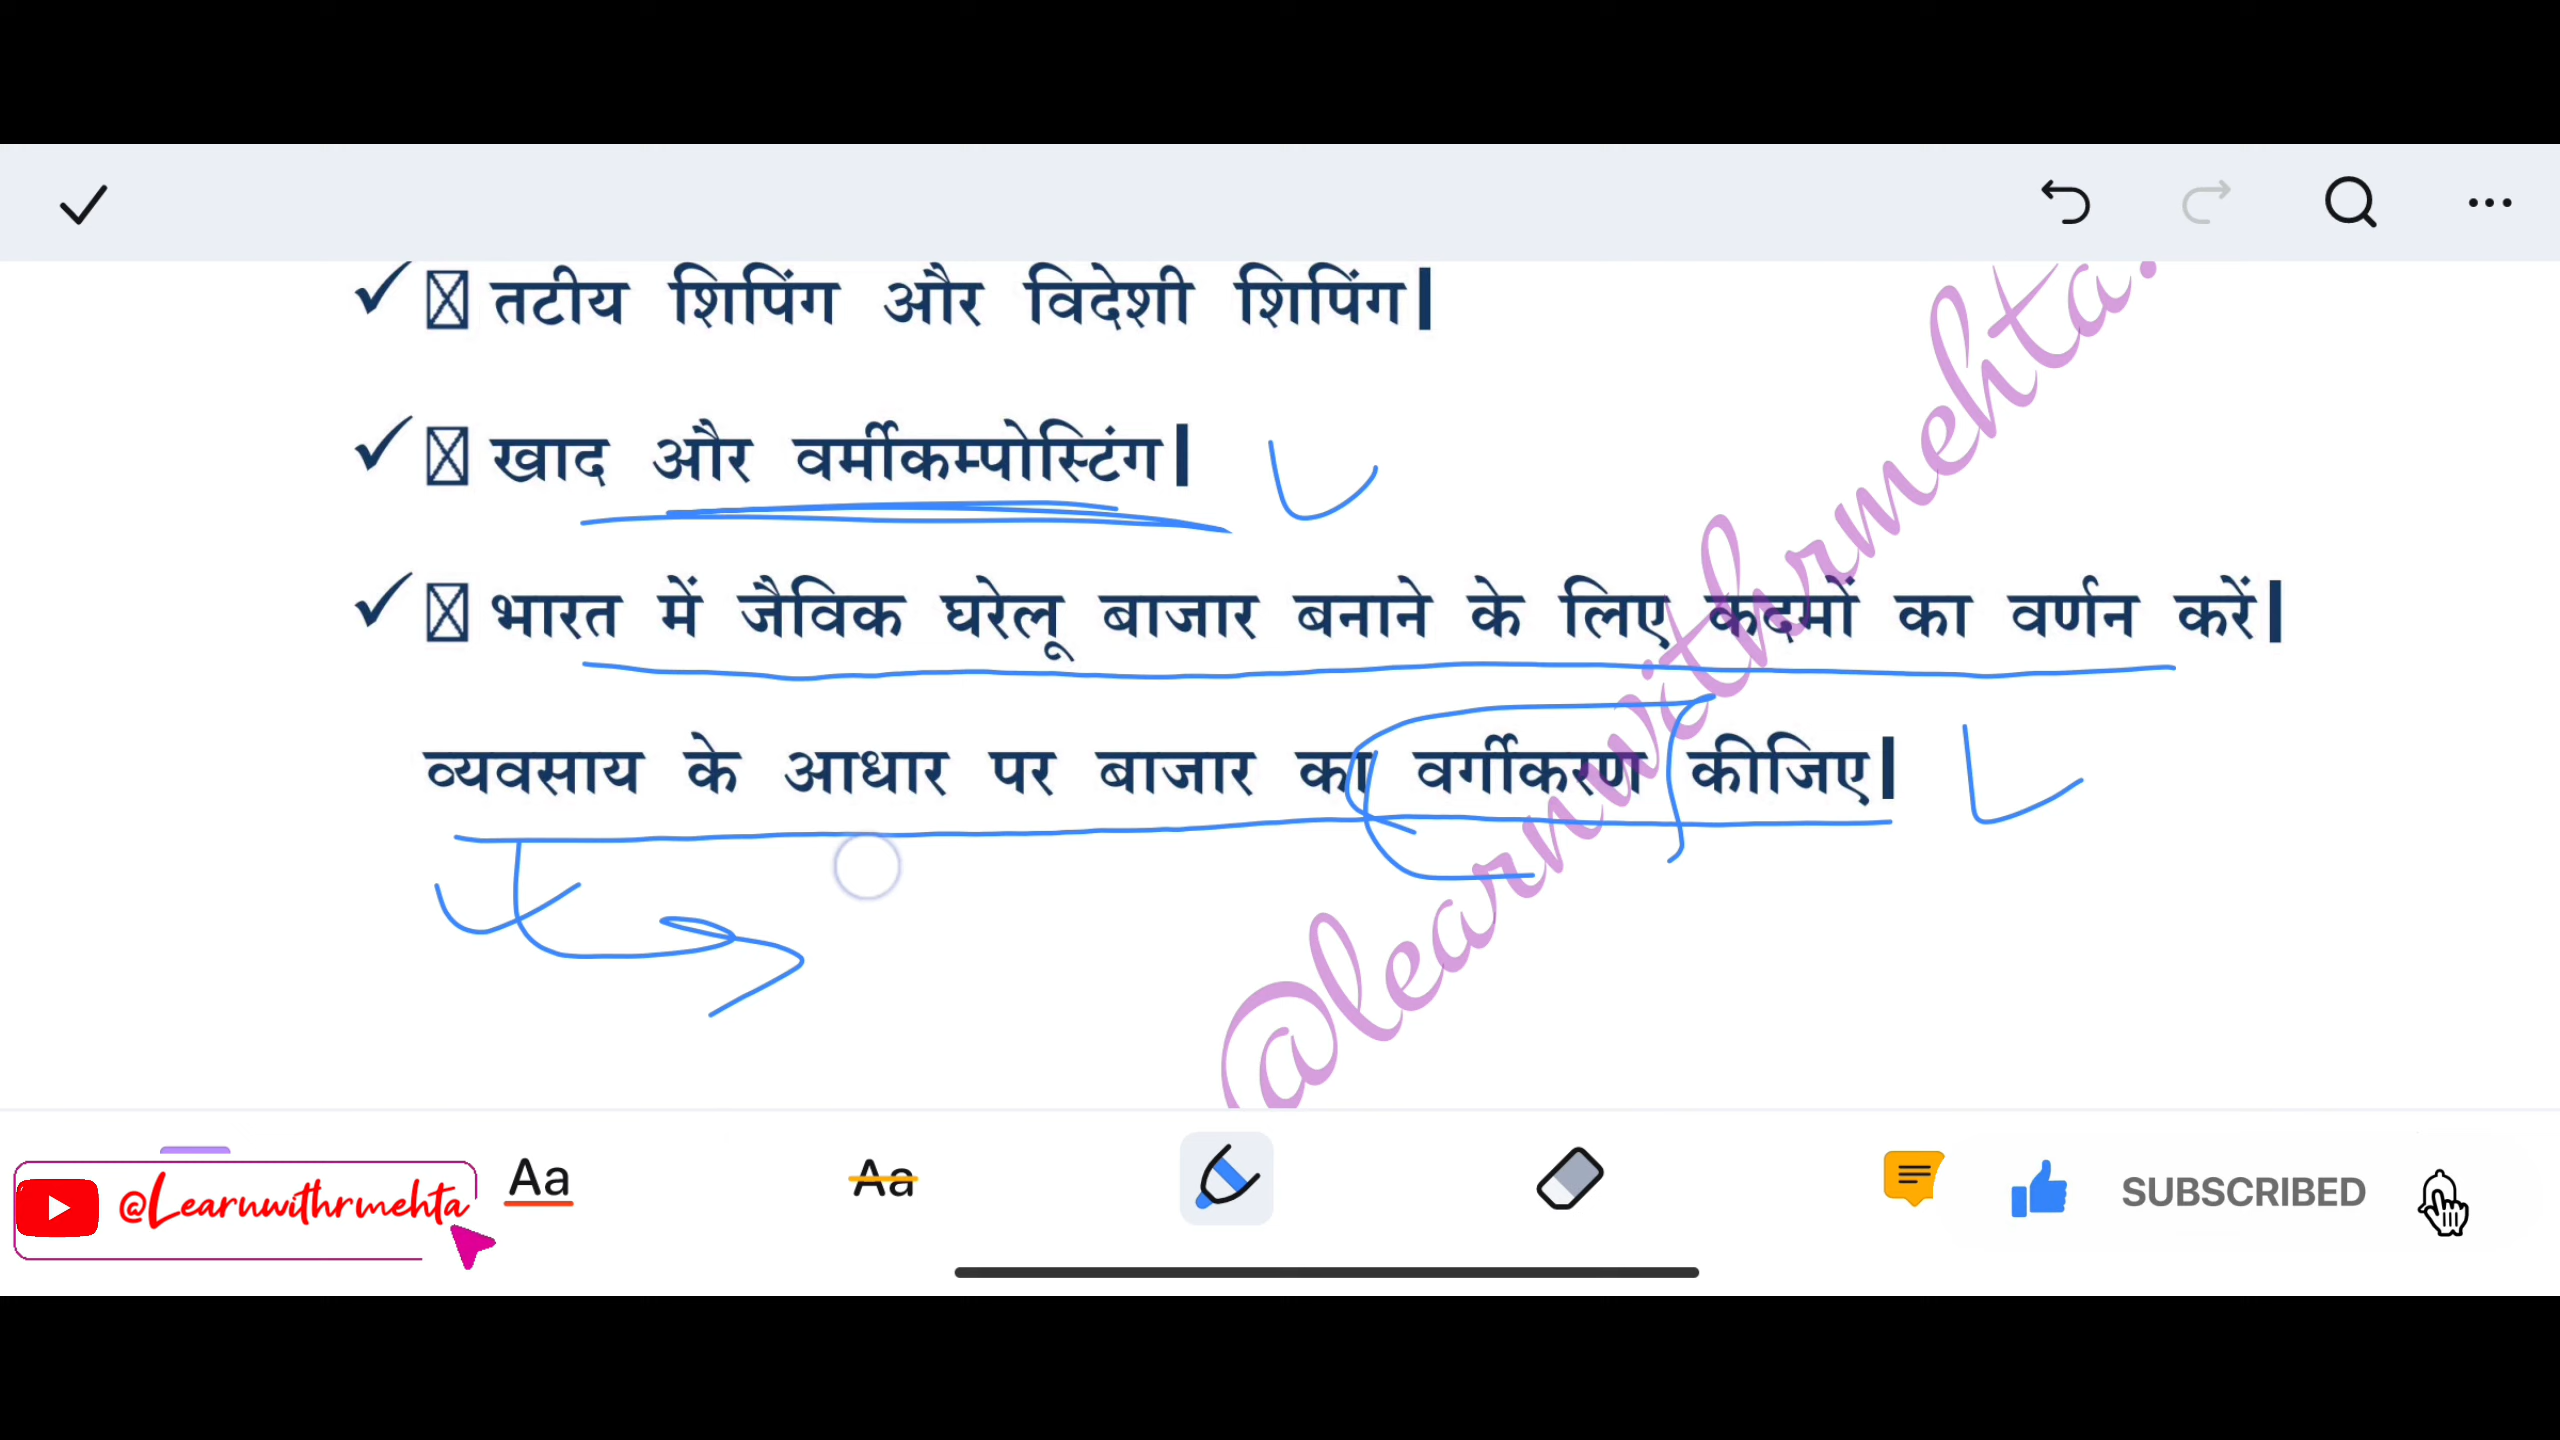 ✓ तटीय शिपिंग और विदेशी शिपिंग|
✓ खाद और वर्मीकम्पोस्टिंग|
✓ भारत में जैविक घरेलू बाजार बनाने के लिए कदमों का वर्णन करें|
व्यवसाय के आधार पर बाजार का वर्गीकरण कीजिए|
@learnwithrmehta.
@Learnwithrmehta
Aa
Aa
SUBSCRIBED